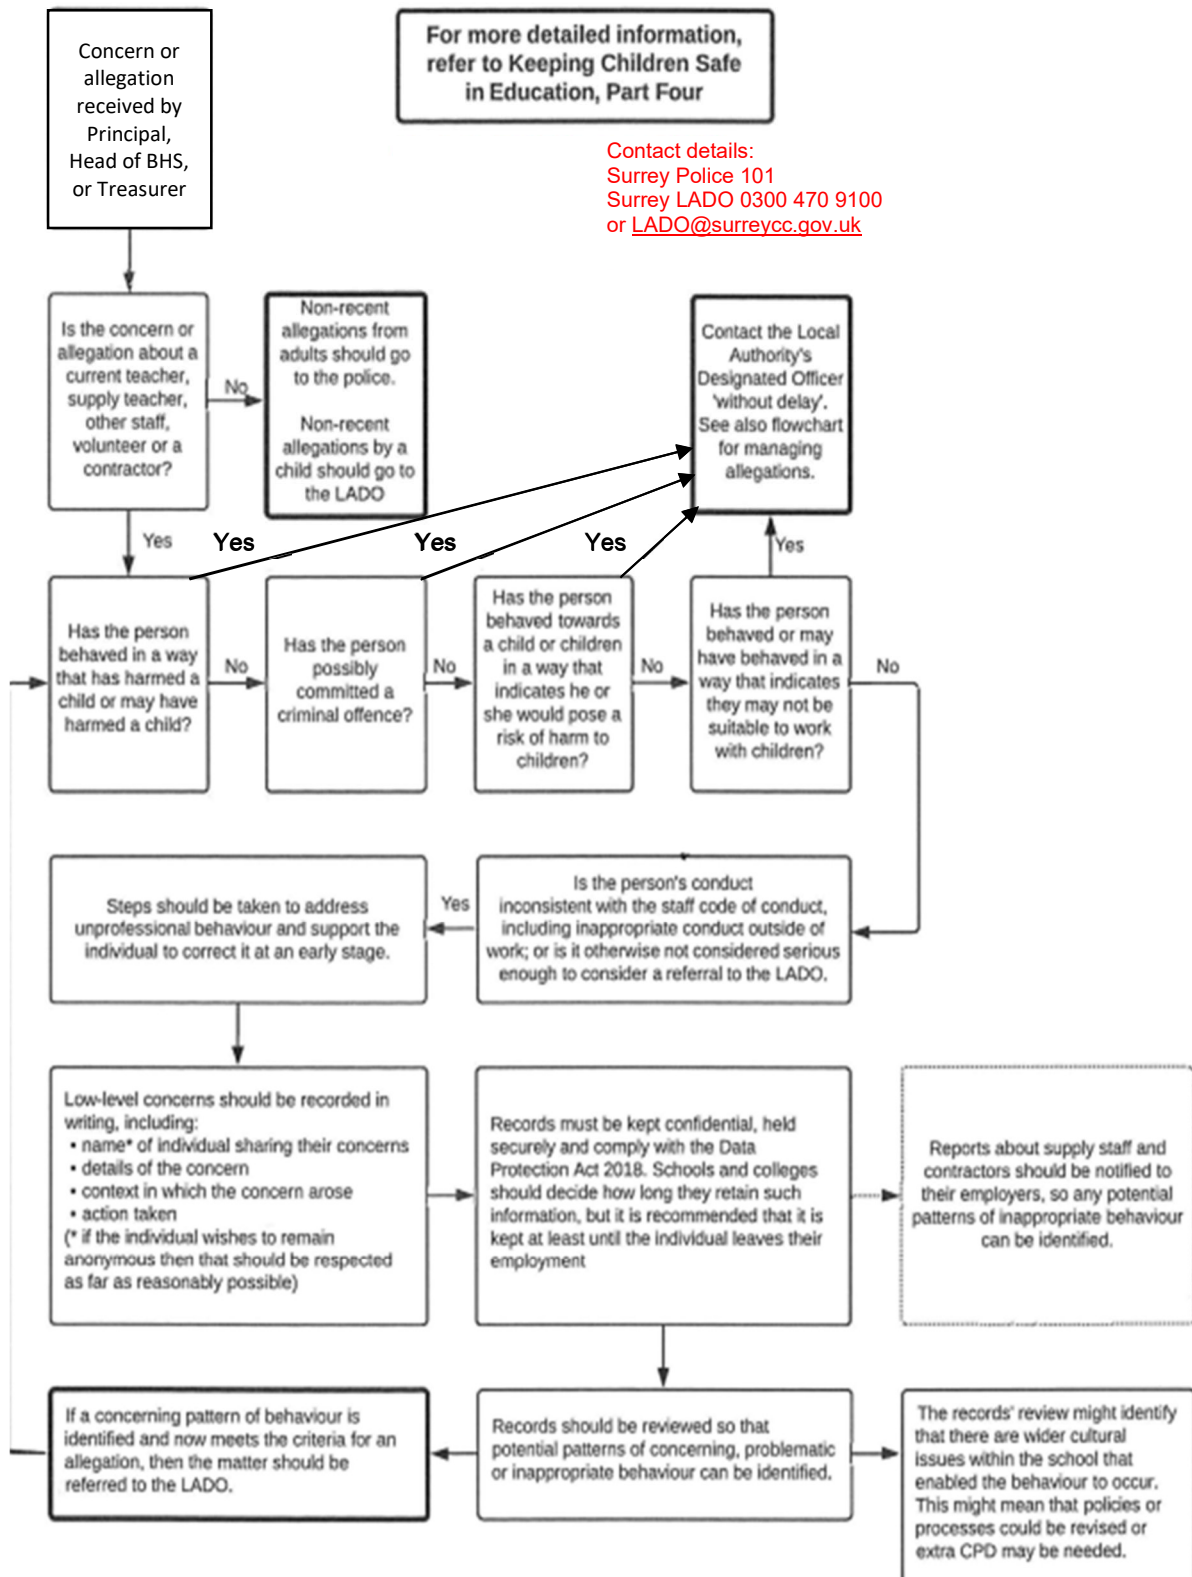 Concern or
allegation
received by
Principal,
Head of BHS,
or Treasurer
For more detailed information,
refer to Keeping Children Safe
in Education, Part Four
Contact details:
Surrey Police 101
Surrey LADO 0300 470 9100
or LADO@surreycc.gov.uk
Is the concern or
allegation about a
current teacher,
supply teacher,
other staff,
volunteer or a
contractor?
No
Non-recent
allegations from
adults should go
to the police.
Non-recent
allegations by a
child should go to
the LADO
Contact the Local
Authority's
Designated Officer
'without delay'.
See also flowchart
for managing
allegations.
Yes
Yes
Yes
Yes
Yes
Has the person
behaved in a way
that has harmed a
child or may have
harmed a child?
No
Has the person
possibly
committed a
criminal offence?
No
Has the person
behaved towards
a child or children
in a way that
indicates he or
she would pose a
risk of harm to
children?
No
Has the person
behaved or may
have behaved in a
way that indicates
they may not be
suitable to work
with children?
No
Steps should be taken to address
unprofessional behaviour and support the
individual to correct it at an early stage.
Yes
Is the person's conduct
inconsistent with the staff code of conduct,
including inappropriate conduct outside of
work; or is it otherwise not considered serious
enough to consider a referral to the LADO.
Low-level concerns should be recorded in
writing, including:
• name* of individual sharing their concerns
• details of the concern
• context in which the concern arose
• action taken
(* if the individual wishes to remain
anonymous then that should be respected
as far as reasonably possible)
Records must be kept confidential, held
securely and comply with the Data
Protection Act 2018. Schools and colleges
should decide how long they retain such
information, but it is recommended that it is
kept at least until the individual leaves their
employment
Reports about supply staff and
contractors should be notified to
their employers, so any potential
patterns of inappropriate behaviour
can be identified.
If a concerning pattern of behaviour is
identified and now meets the criteria for an
allegation, then the matter should be
referred to the LADO.
Records should be reviewed so that
potential patterns of concerning, problematic
or inappropriate behaviour can be identified.
The records' review might identify
that there are wider cultural
issues within the school that
enabled the behaviour to occur.
This might mean that policies or
processes could be revised or
extra CPD may be needed.